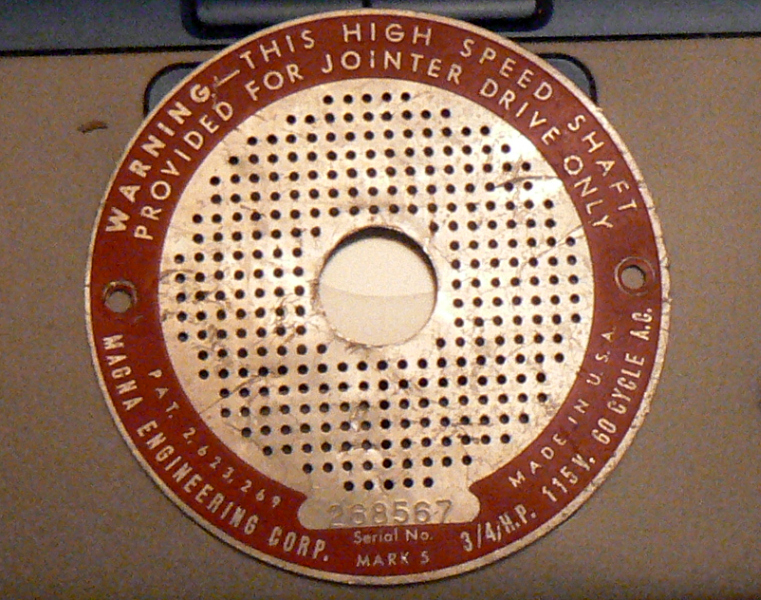 WARNING—THIS HIGH SPEED SHAFT
PROVIDED FOR JOINTER DRIVE ONLY
PAT. 2,623,269
MAGNA ENGINEERING CORP.
268567
Serial No.
MARK 5
MADE IN U.S.A.
3/4/H.P. 115V. 60 CYCLE A.C.